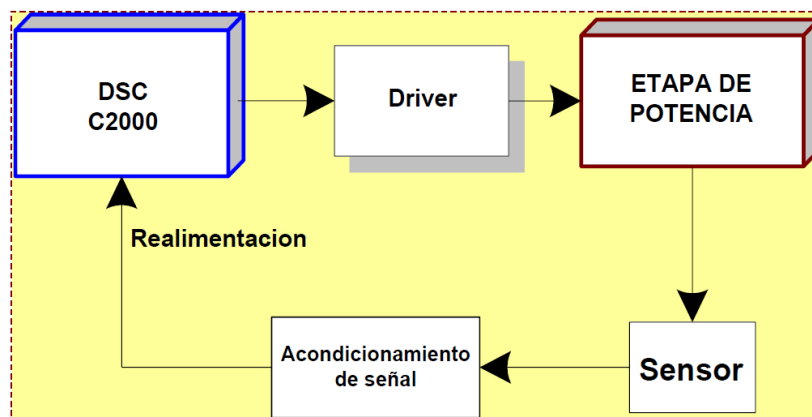 DSC
C2000
Driver
ETAPA DE
POTENCIA
Realimentacion
Acondicionamiento
de señal
Sensor